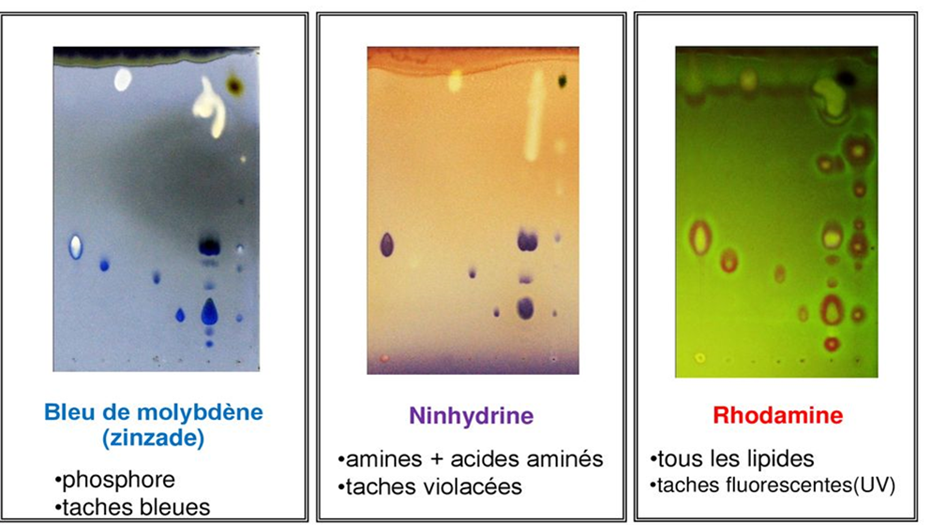 Bleu de molybdène
(zinzade)
•phosphore
•taches bleues
Ninhydrine
•amines + acides aminés
•taches violacées
Rhodamine
•tous les lipides
•taches fluorescentes(UV)